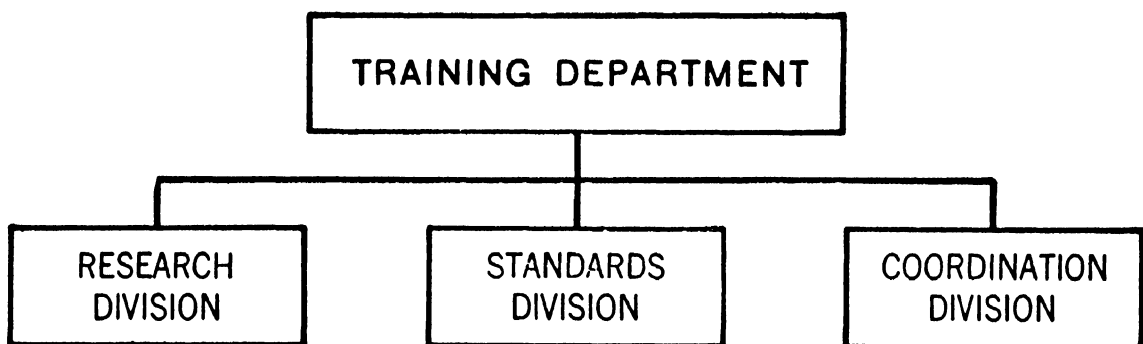 TRAINING DEPARTMENT
RESEARCH
DIVISION
STANDARDS
DIVISION
COORDINATION
DIVISION